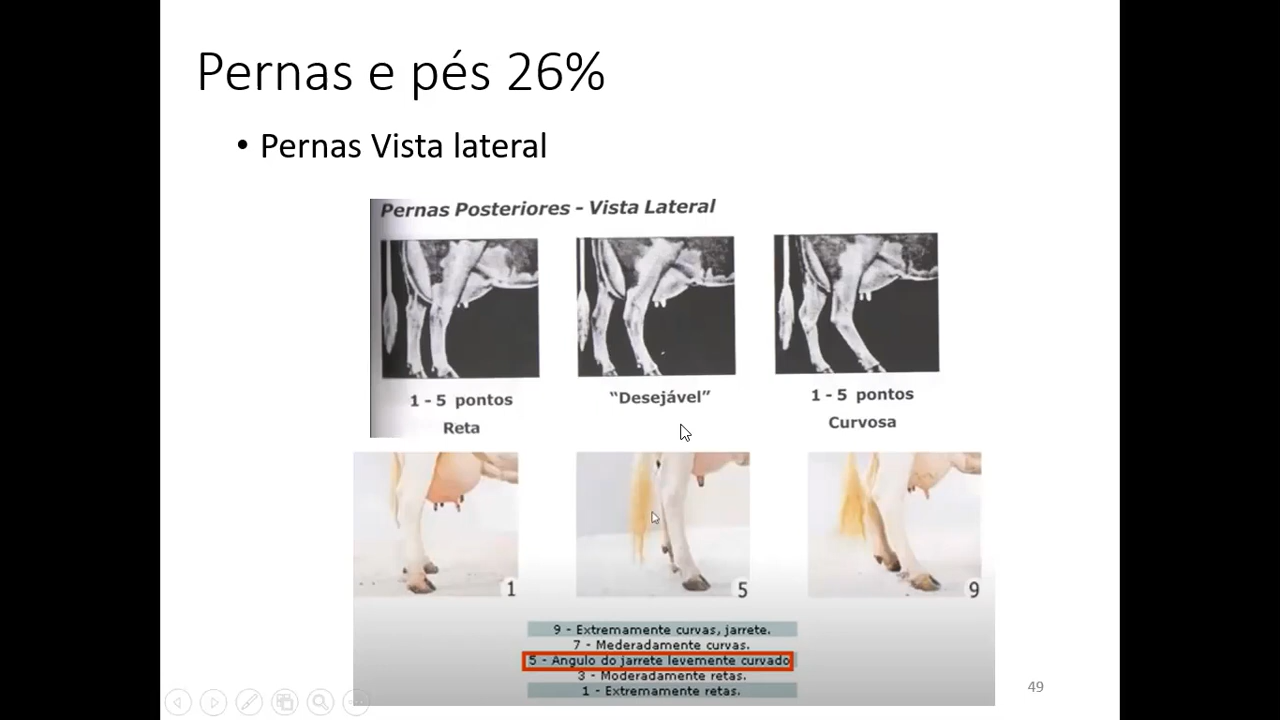 Pernas e pés 26%
• Pernas Vista lateral
Pernas Posteriores - Vista Lateral
1 - 5 pontos
Reta
“Desejável”
1 - 5 pontos
Curvosa
1
5
9
9 - Extremamente curvas, jarrete.
7 - Mederadamente curvas.
5 - Angulo do jarrete levemente curvado
3 - Moderadamente retas.
1 - Extremamente retas.
49